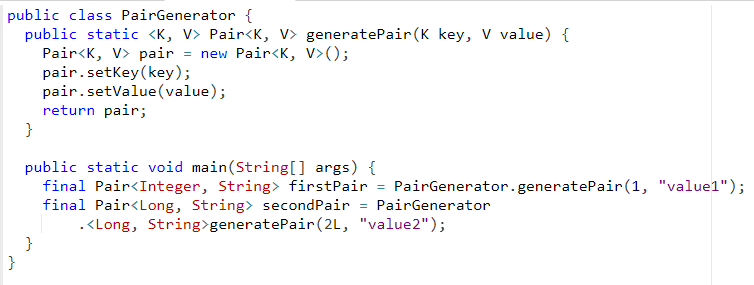 public class PairGenerator {
  public static <K, V> Pair<K, V> generatePair(K key, V value) {
    Pair<K, V> pair = new Pair<K, V>();
    pair.setKey(key);
    pair.setValue(value);
    return pair;
  }

  public static void main(String[] args) {
    final Pair<Integer, String> firstPair = PairGenerator.generatePair(1, "value1");
    final Pair<Long, String> secondPair = PairGenerator
        .<Long, String>generatePair(2L, "value2");
  }
}